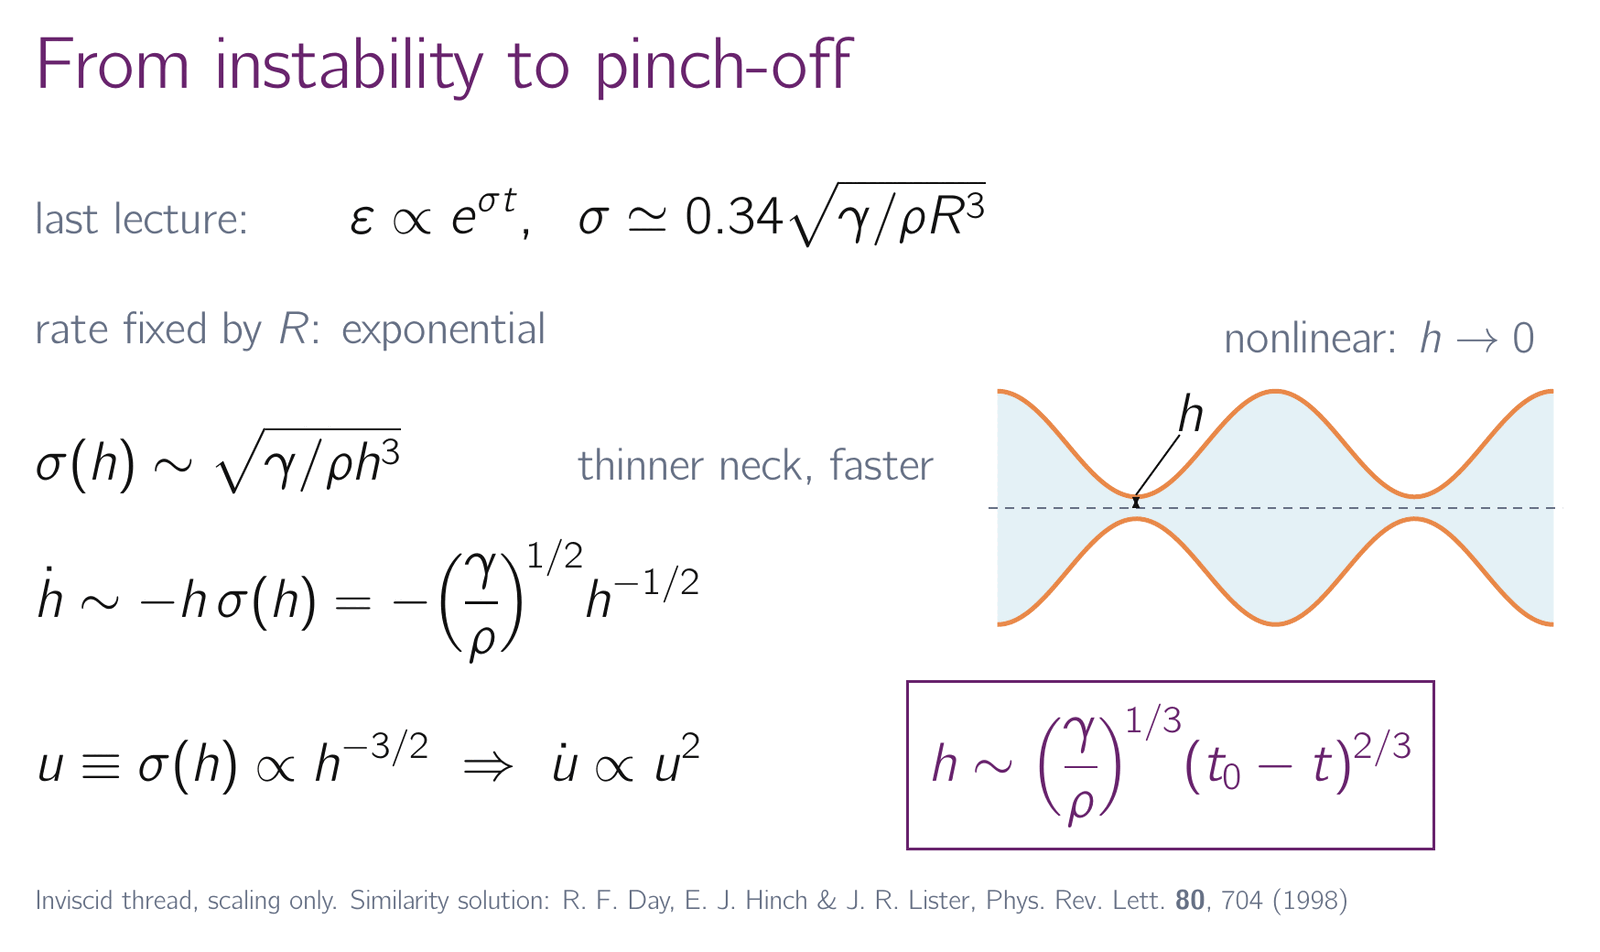 From instability to pinch-off
last lecture: ε ∝ e^{σt}, σ ≃ 0.34√(γ/ρR³)
rate fixed by R: exponential
nonlinear: h → 0
h
σ(h) ~ √(γ/ρh³) thinner neck, faster
ḣ ~ −h σ(h) = −(γ/ρ)^{1/2} h^{−1/2}
u ≡ σ(h) ∝ h^{−3/2} ⇒ u̇ ∝ u²
h ~ (γ/ρ)^{1/3} (t₀ − t)^{2/3}
Inviscid thread, scaling only. Similarity solution: R. F. Day, E. J. Hinch & J. R. Lister, Phys. Rev. Lett. 80, 704 (1998)